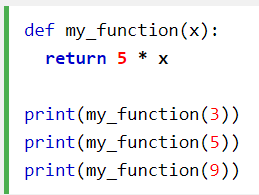 def my_function(x):
  return 5 * x

print(my_function(3))
print(my_function(5))
print(my_function(9))